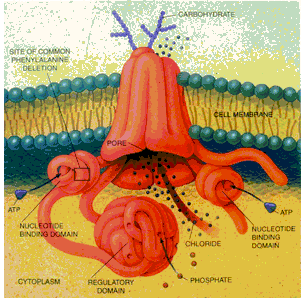 CARBOHYDRATE
SITE OF COMMON
PHENYLALANINE
DELETION
CELL MEMBRANE
PORE
ATP
ATP
NUCLEOTIDE
BINDING DOMAIN
NUCLEOTIDE
BINDING
DOMAIN
CHLORIDE
CYTOPLASM
REGULATORY
DOMAIN
PHOSPHATE